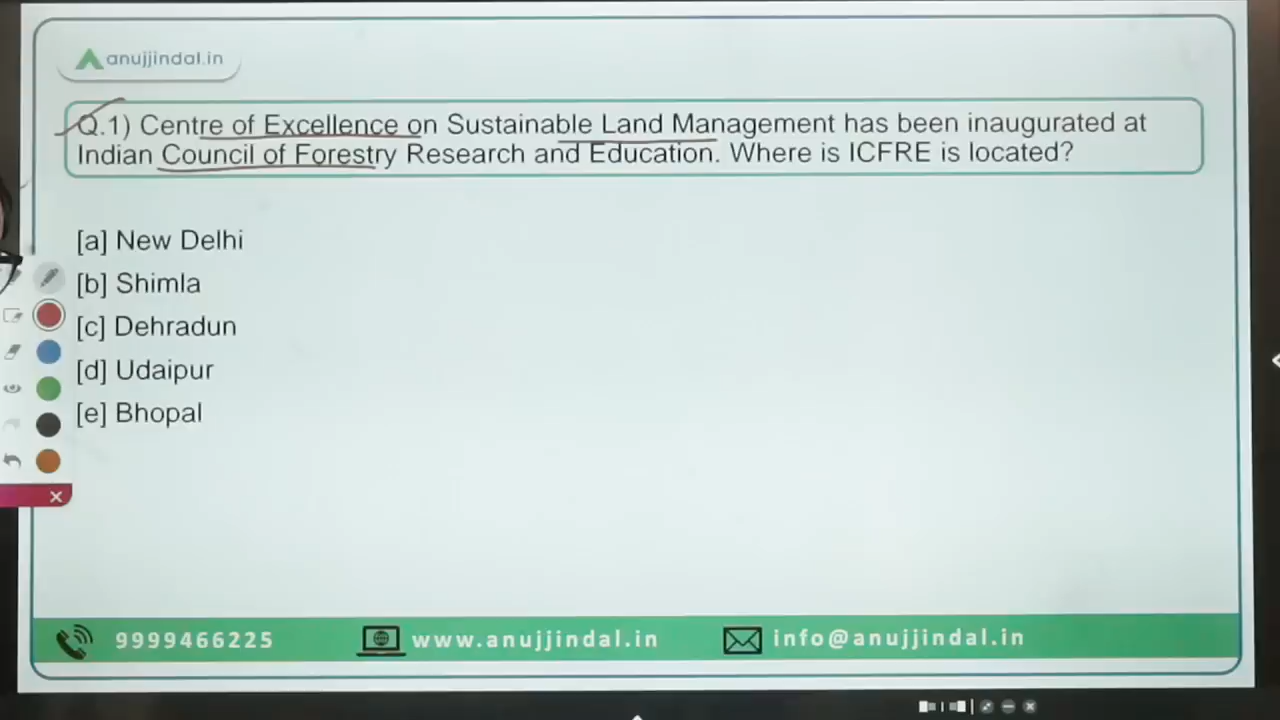 anujjindal.in
Q.1) Centre of Excellence on Sustainable Land Management has been inaugurated at
Indian Council of Forestry Research and Education. Where is ICFRE is located?
[a] New Delhi
[b] Shimla
[c] Dehradun
[d] Udaipur
[e] Bhopal
9999466225 www.anujjindal.in info@anujjindal.in